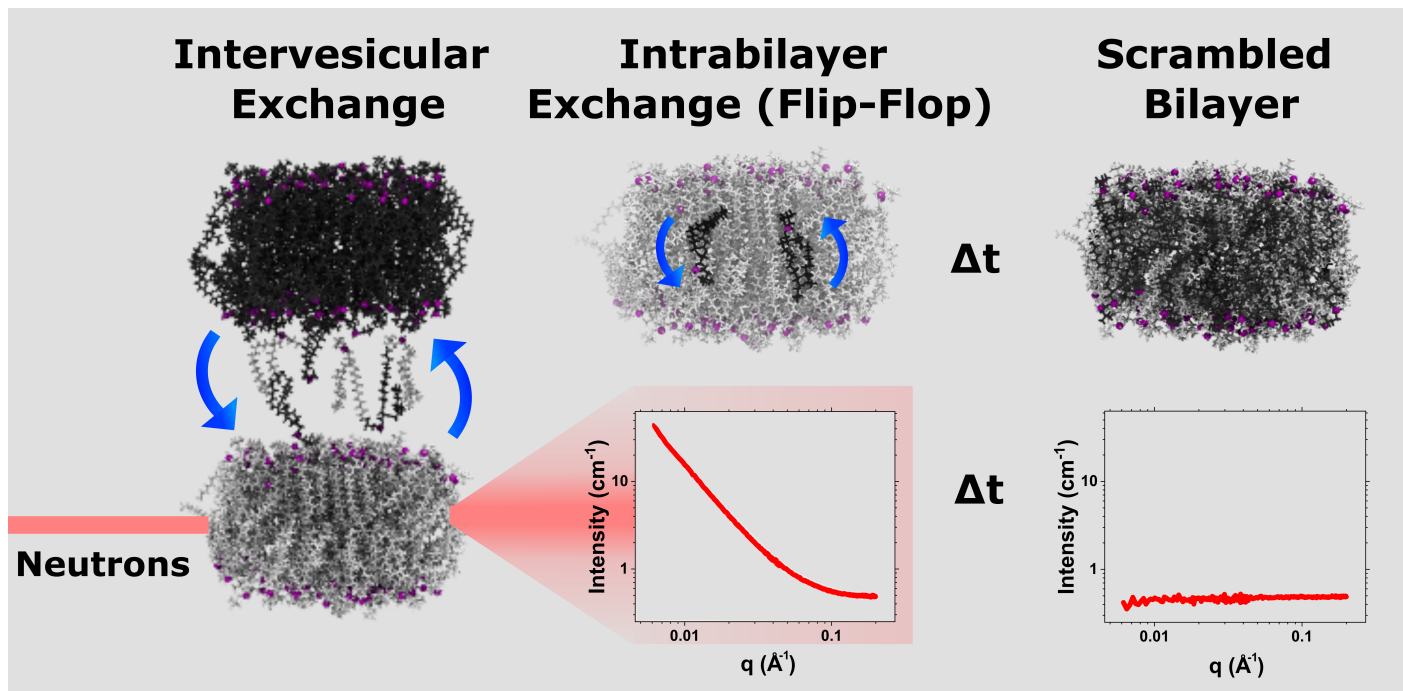 Intervesicular
Exchange
Intrabilayer
Exchange (Flip-Flop)
Scrambled
Bilayer
Δt
Neutrons
Intensity (cm⁻¹)
10
1
0.01
0.1
q (Å⁻¹)
Δt
Intensity (cm⁻¹)
10
1
0.01
0.1
q (Å⁻¹)